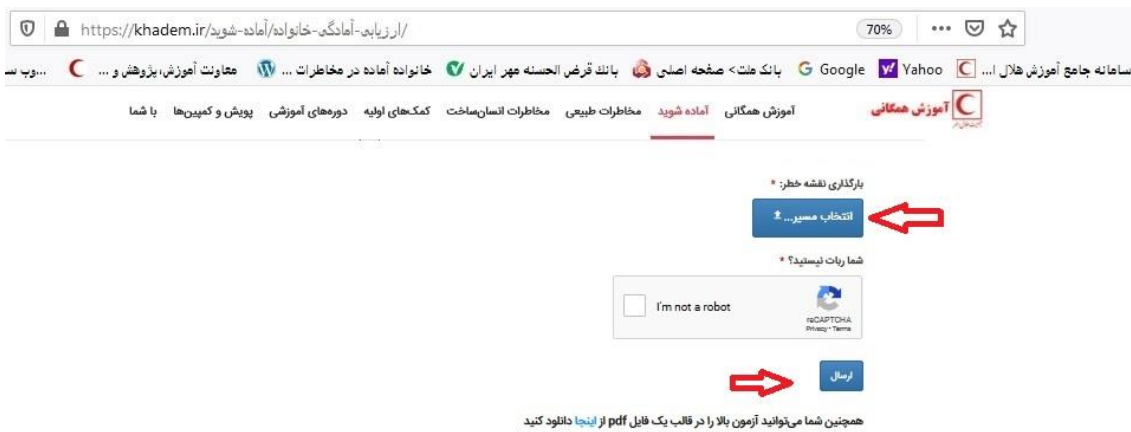 https://khadem.ir/ارزیابی-آمادگی-خانواده/آماده-شوید/
70%
سامانه جامع آموزش هلال ا... Yahoo Google بانک ملت> صفحه اصلی بانك قرض الحسنه مهر ایران خانواده آماده در مخاطرات ... معاونت آموزش،پژوهش و ... وب س...
آموزش همگانی آموزش همگانی آماده شوید مخاطرات طبیعی مخاطرات انسان‌ساخت کمک‌های اولیه دوره‌های آموزشی پویش و کمپین‌ها با شما
بارگذاری نقشه خطر: *
انتخاب مسیر...
شما ربات نیستید؟ *
I'm not a robot
reCAPTCHA
Privacy - Terms
ارسال
همچنین شما می‌توانید آزمون بالا را در قالب یک فایل pdf از اینجا دانلود کنید